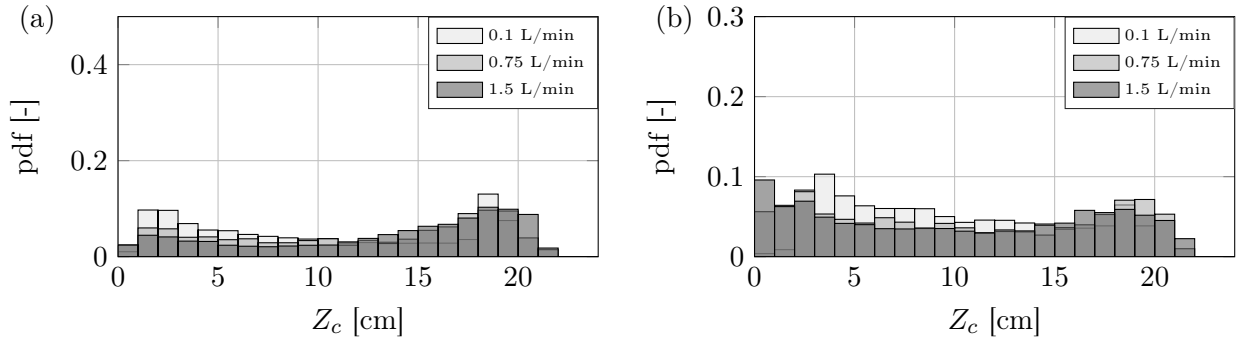 (a)
pdf [-]
0.4
0.2
0
0 5 10 15 20
Z_c [cm]
0.1 L/min
0.75 L/min
1.5 L/min
(b)
pdf [-]
0.3
0.2
0.1
0
0 5 10 15 20
Z_c [cm]
0.1 L/min
0.75 L/min
1.5 L/min